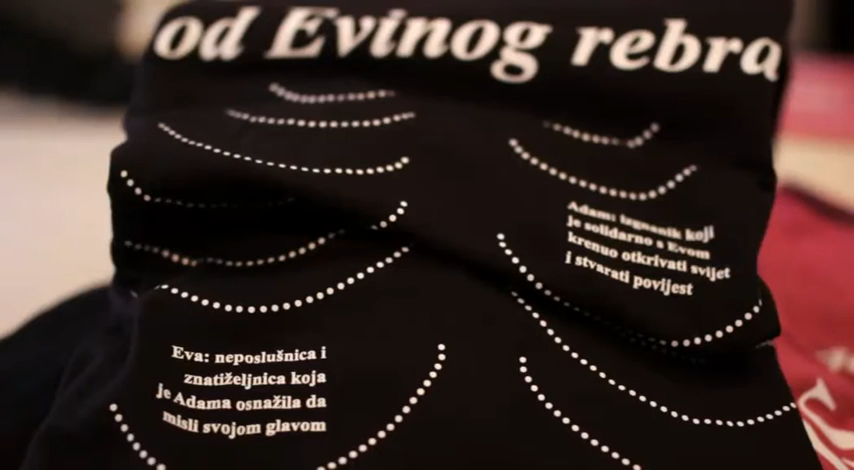 od Evinog rebra
Adam: izgnanik koji
je solidarno s Evom
krenuo otkrivati svijet
i stvarati povijest
Eva: neposlušnica i
znatiželjnica koja
je Adama osnažila da
misli svojom glavom